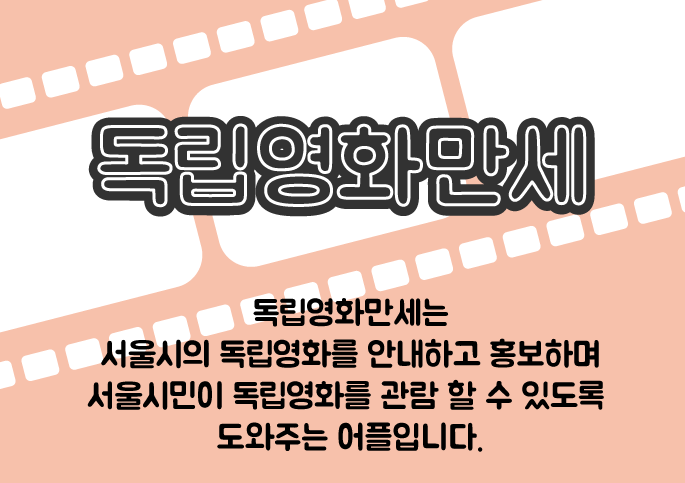 독립영화만세
독립영화만세는
서울시의 독립영화를 안내하고 홍보하며
서울시민이 독립영화를 관람 할 수 있도록
도와주는 어플입니다.